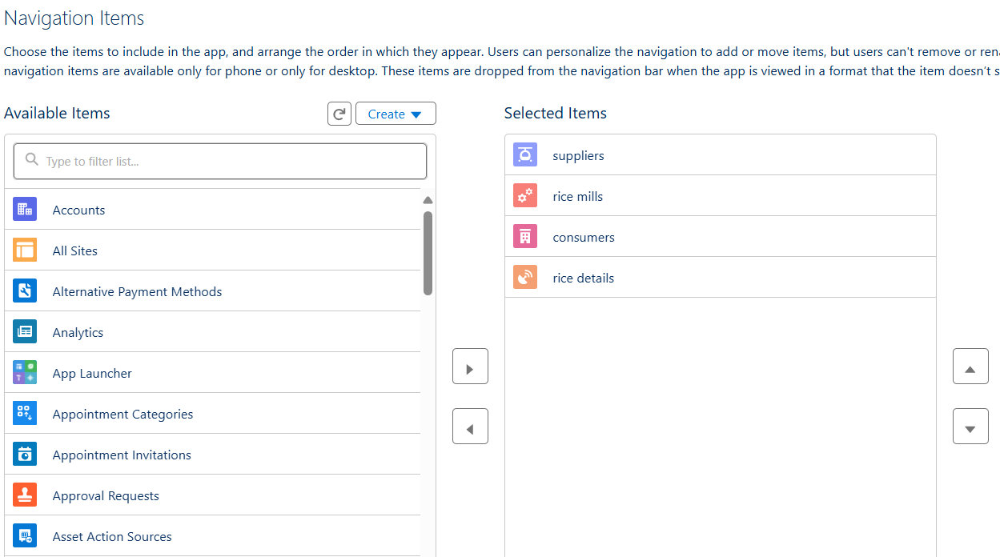 Navigation Items
Choose the items to include in the app, and arrange the order in which they appear. Users can personalize the navigation to add or move items, but users can't remove or
navigation items are available only for phone or only for desktop. These items are dropped from the navigation bar when the app is viewed in a format that the item doesn't
Available Items
Create
Type to filter list...
Accounts
All Sites
Alternative Payment Methods
Analytics
App Launcher
Appointment Categories
Appointment Invitations
Approval Requests
Asset Action Sources
Selected Items
suppliers
rice mills
consumers
rice details